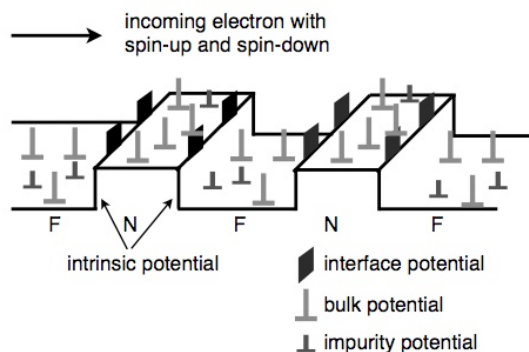 incoming electron with
spin-up and spin-down
F N F N F
intrinsic potential
interface potential
bulk potential
impurity potential